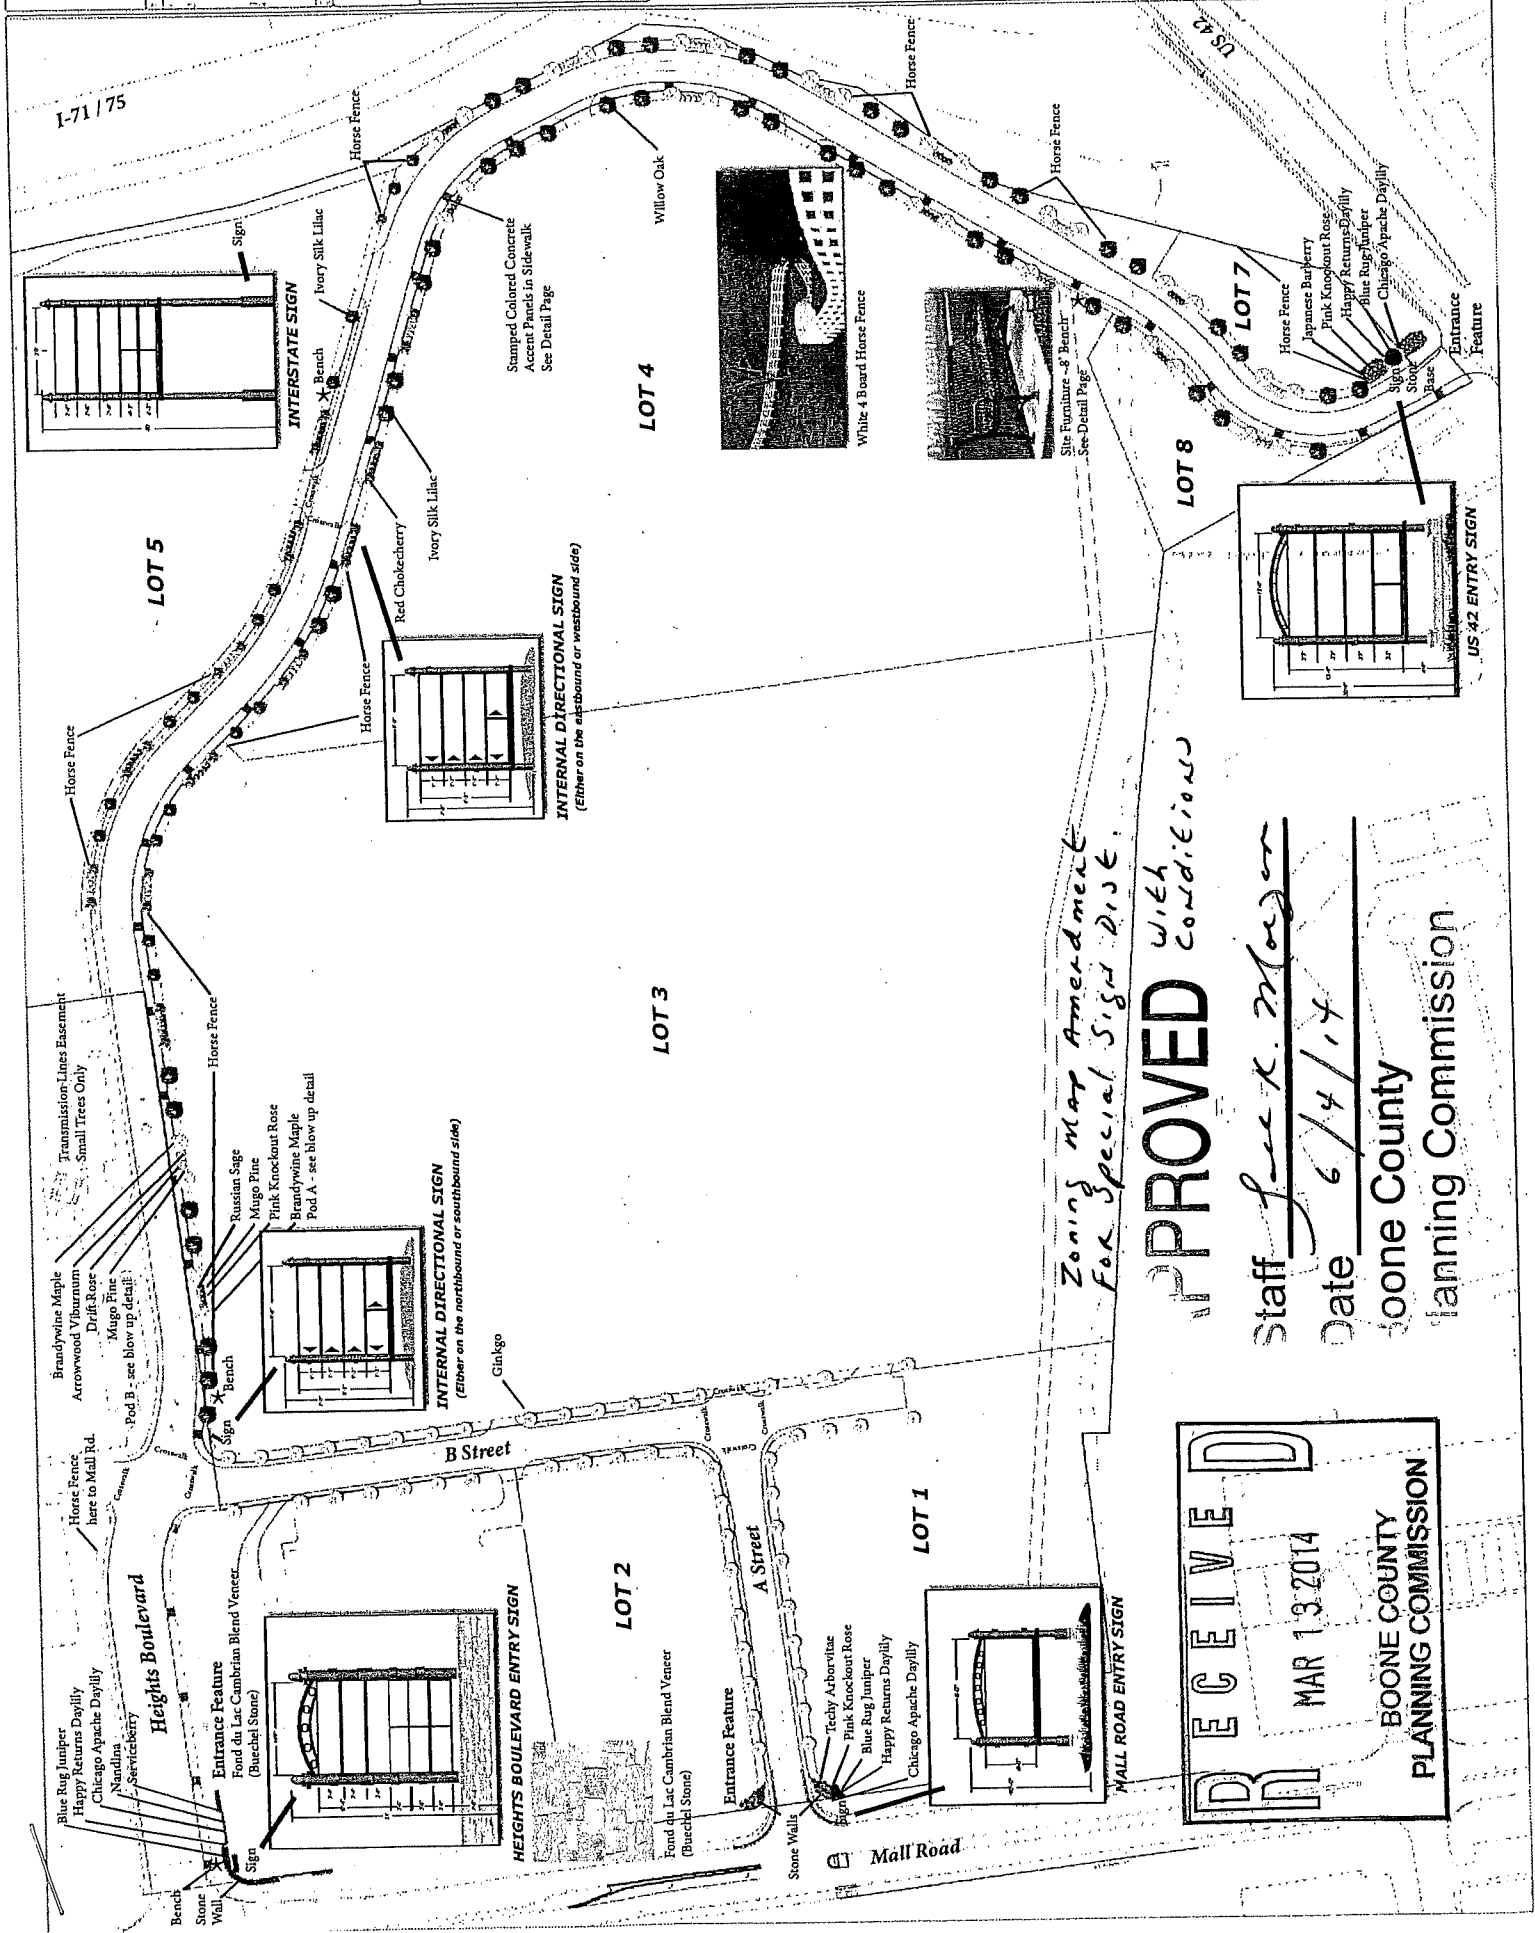 I-71 / 75
US 42
Horse Fence
Horse Fence
Sign
Ivory Silk Lilac
Bench
INTERSTATE SIGN
Stamped Colored Concrete
Accent Panels in Sidewalk
See Detail Page
Willow Oak
Horse Fence
LOT 5
LOT 4
White 4 Board Horse Fence
Site Furniture - 8' Bench
See Detail Page
LOT 7
Horse Fence
Japanese Barberry
Pink Knockout Rose
Happy Returns Daylily
Blue Rug Juniper
Chicago Apache Daylily
Entrance
Feature
Sign
Stone
Base
LOT 8
US 42 ENTRY SIGN
Crosswalk
Crosswalk
Ivory Silk Lilac
Red Chokecherry
Horse Fence
INTERNAL DIRECTIONAL SIGN
(Either on the eastbound or westbound side)
Horse Fence
Horse Fence
Transmission Lines Easement
Small Trees Only
Brandywine Maple
Arrowwood Viburnum
Drift Rose
Mugo Pine
Pod B - see blow up detail
Russian Sage
Mugo Pine
Pink Knockout Rose
Brandywine Maple
Pod A - see blow up detail
Bench
Sign
INTERNAL DIRECTIONAL SIGN
(Either on the northbound or southbound side)
Ginkgo
LOT 3
Horse Fence
here to Mall Rd.
Crosswalk
Crosswalk
Crosswalk
B Street
Crosswalk
Crosswalk
Crosswalk
Crosswalk
A Street
LOT 1
LOT 2
Heights Boulevard
Blue Rug Juniper
Happy Returns Daylily
Chicago Apache Daylily
Nandina
Serviceberry
Entrance Feature
Fond du Lac Cambrian Blend Veneer
(Buechel Stone)
Bench
Stone
Wall
Sign
HEIGHTS BOULEVARD ENTRY SIGN
Fond du Lac Cambrian Blend Veneer
(Buechel Stone)
Entrance Feature
Stone Walls
Techy Arborvitae
Pink Knockout Rose
Blue Rug Juniper
Happy Returns Daylily
Chicago Apache Daylily
Sign
MALL ROAD ENTRY SIGN
Mall Road
Zoning Map Amendment
For Special Sign Dist.
APPROVED with
Conditions
Staff
Date 6/4/14
Boone County
Planning Commission
RECEIVED
MAR 13 2014
BOONE COUNTY
PLANNING COMMISSION